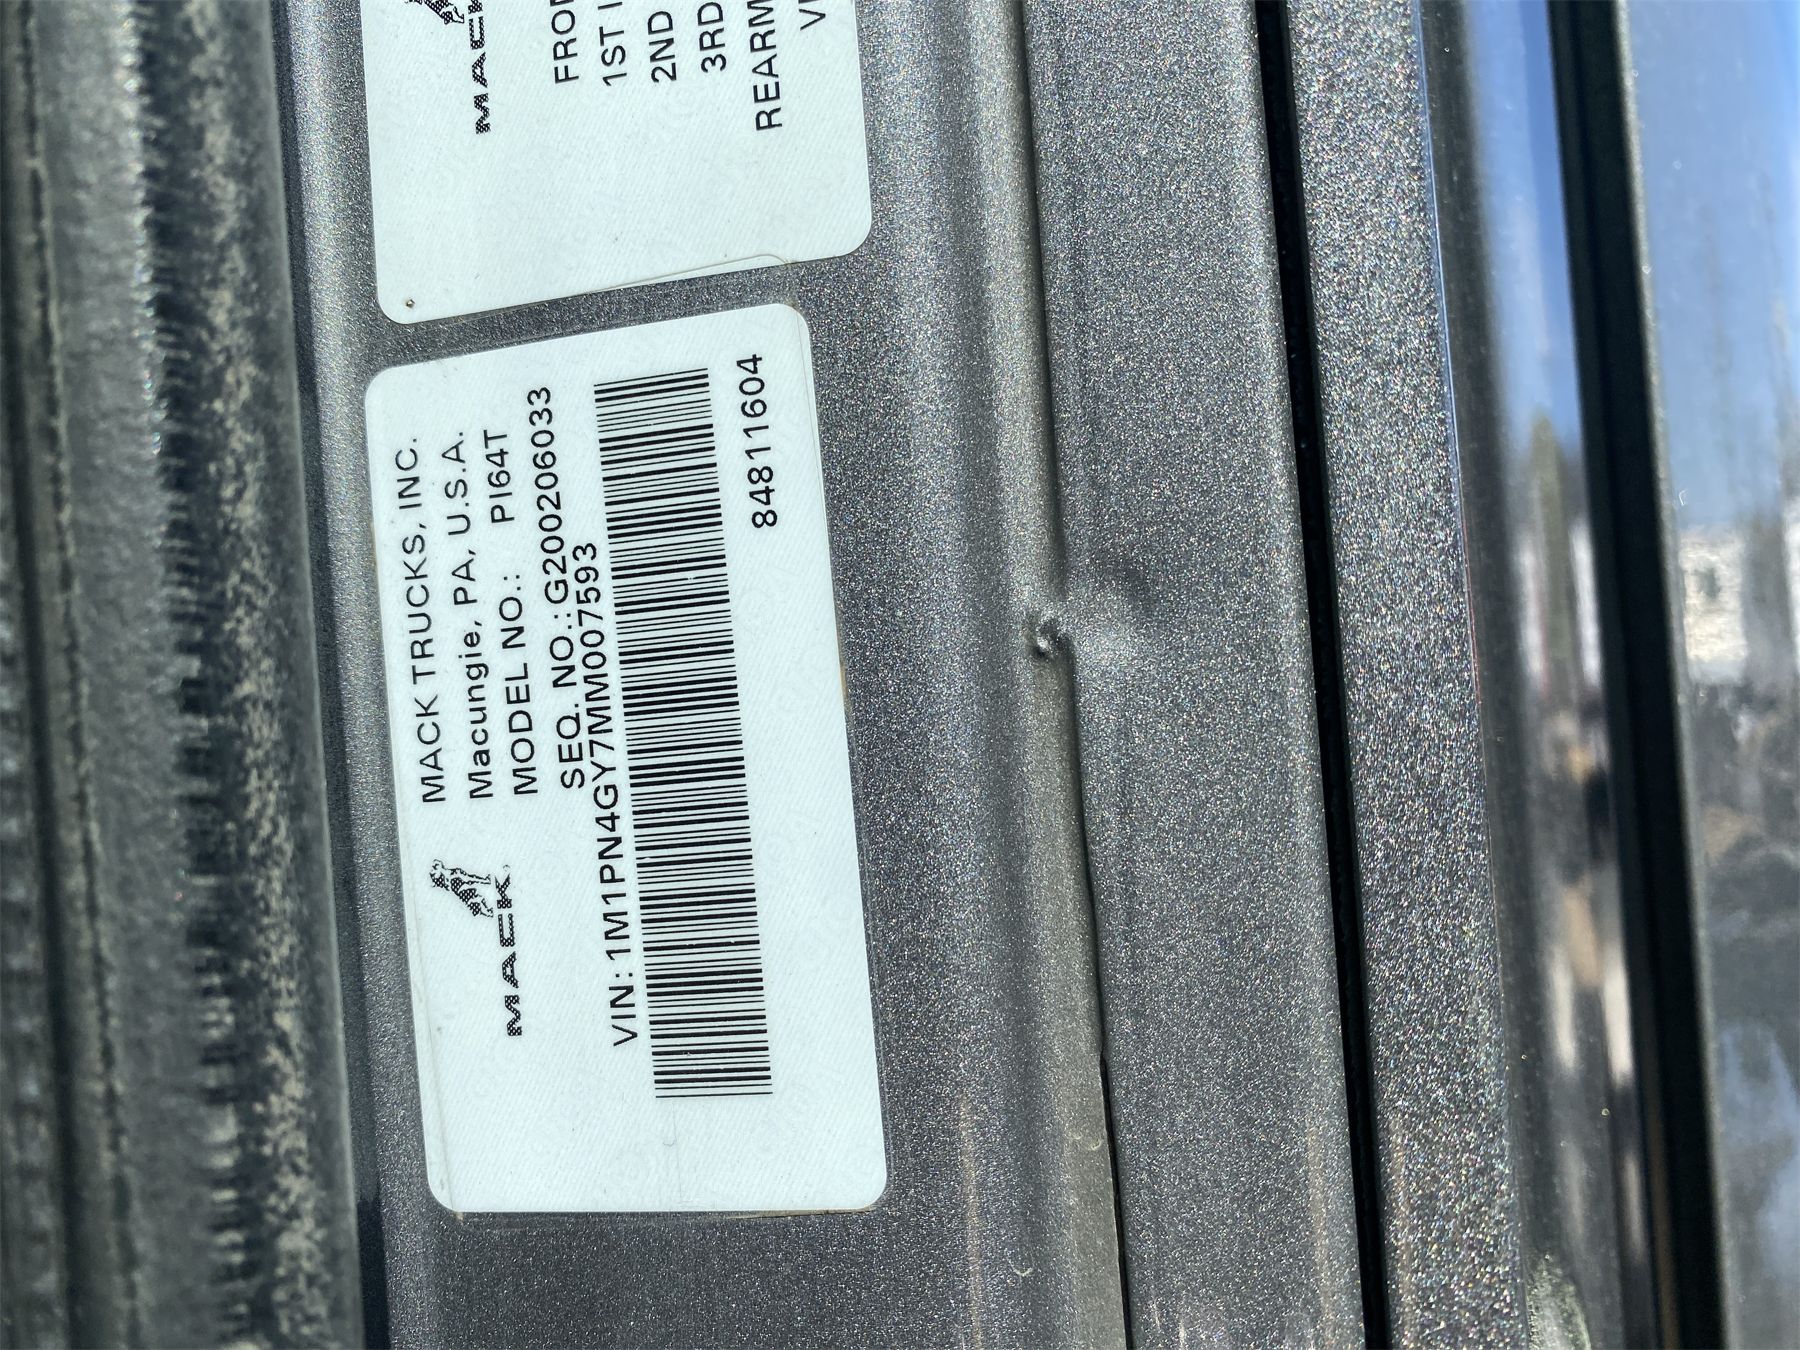 MACK
FRO
1ST I
2ND
3RD
REARM
MACK TRUCKS, INC.
Macungie, PA, U.S.A.
MODEL NO.: PI64T
SEQ. NO.: G200206033
MACK
VIN: 1M1PN4GY7MM007593
84811604